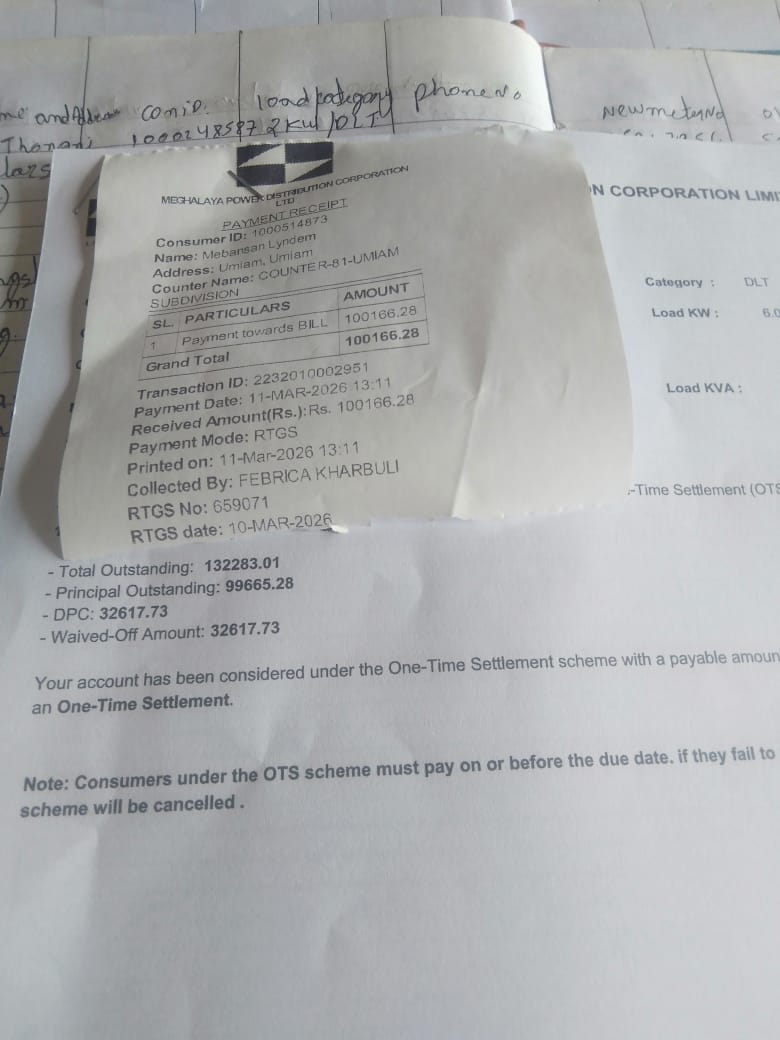 conID. load category phone No
New meter No
1000248587 2KW/DLT
MEGHALAYA POWER DISTRIBUTION CORPORATION
LTD
PAYMENT RECEIPT
Consumer ID: 1000514873
Name: Mebansan Lyndem
Address: Umiam, Umiam
Counter Name: COUNTER-81-UMIAM
SUBDIVISION
SL. PARTICULARS AMOUNT
1 Payment towards BILL 100166.28
Grand Total 100166.28
Transaction ID: 2232010002951
Payment Date: 11-MAR-2026 13:11
Received Amount(Rs.):Rs. 100166.28
Payment Mode: RTGS
Printed on: 11-Mar-2026 13:11
Collected By: FEBRICA KHARBULI
RTGS No: 659071
RTGS date: 10-MAR-2026
N CORPORATION LIMI
Category : DLT
Load KW : 6.0
Load KVA :
-Time Settlement (OTS
- Total Outstanding: 132283.01
- Principal Outstanding: 99665.28
- DPC: 32617.73
- Waived-Off Amount: 32617.73
Your account has been considered under the One-Time Settlement scheme with a payable amoun
an One-Time Settlement.
Note: Consumers under the OTS scheme must pay on or before the due date. if they fail to
scheme will be cancelled .